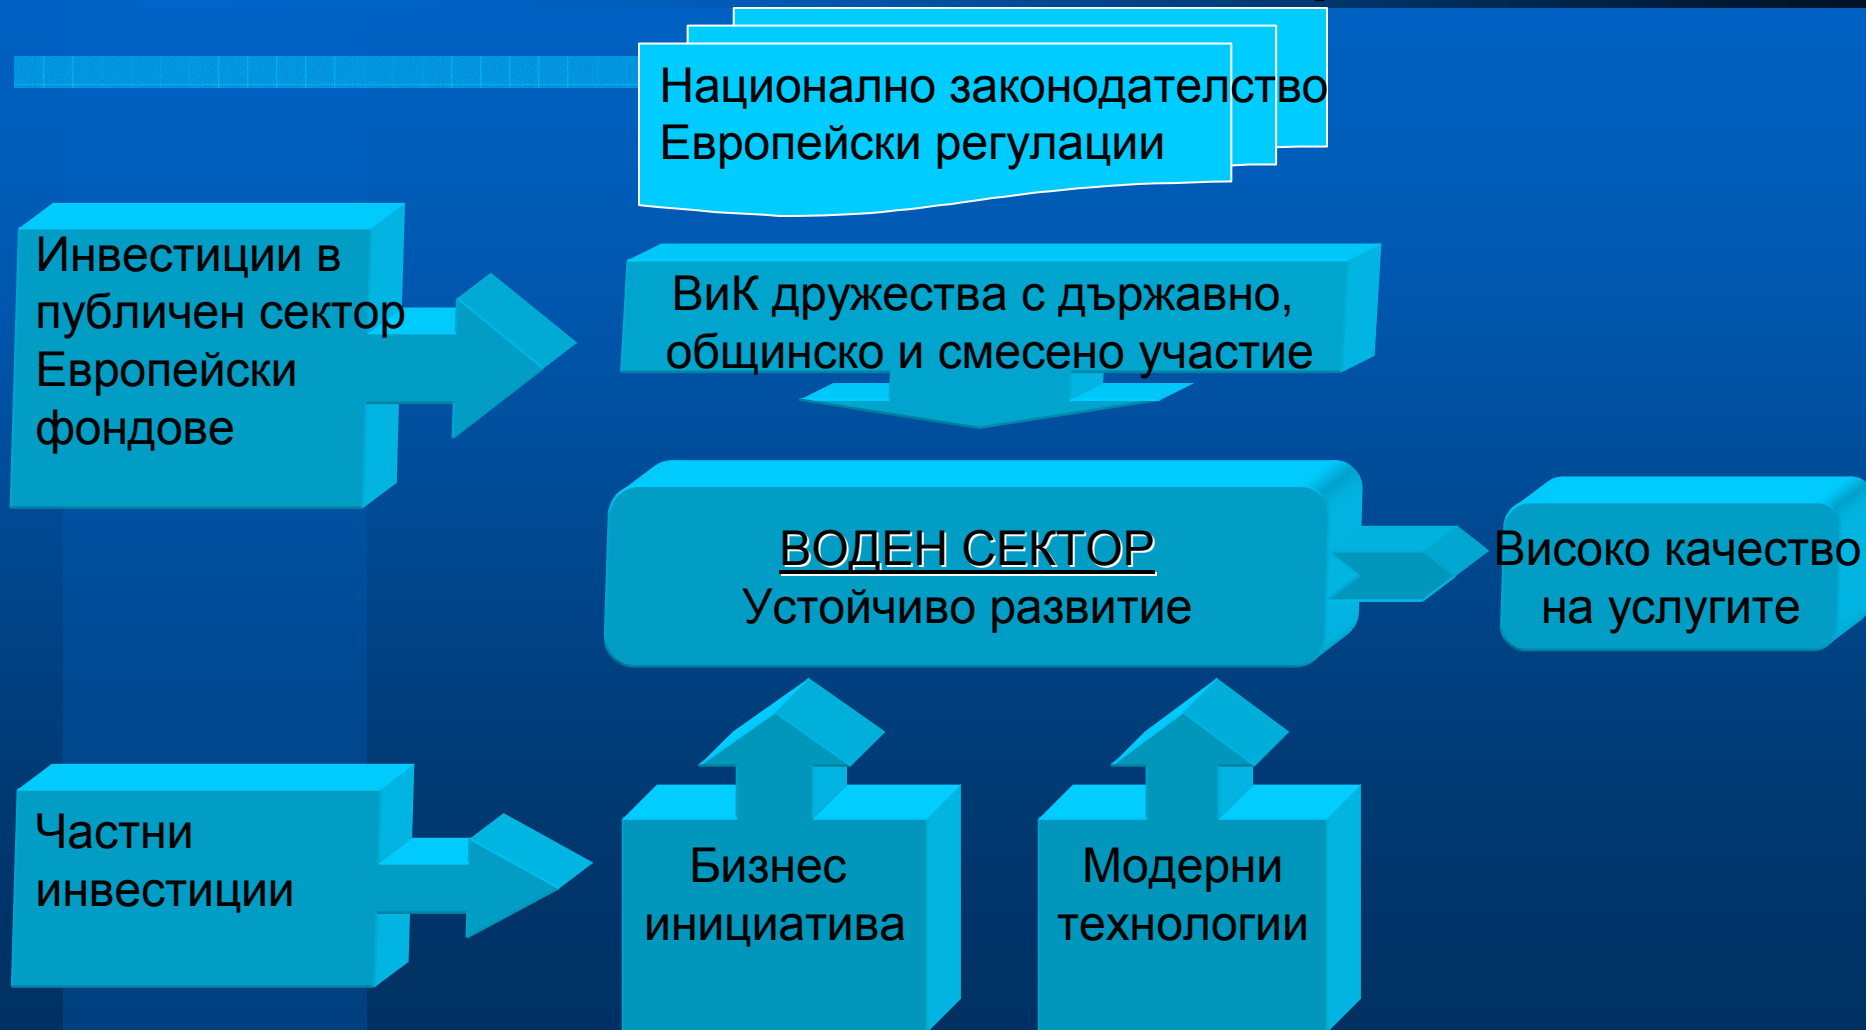 Национално законодателство
Европейски регулации
Инвестиции в
публичен сектор
Европейски
фондове
ВиК дружества с държавно,
общинско и смесено участие
ВОДЕН СЕКТОР
Устойчиво развитие
Високо качество
на услугите
Частни
инвестиции
Бизнес
инициатива
Модерни
технологии